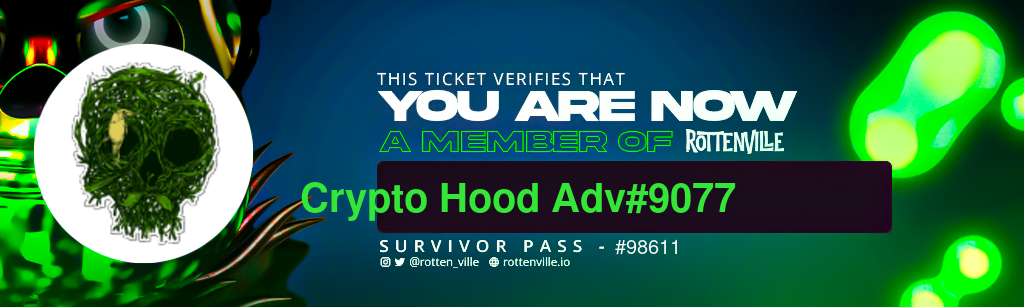 THIS TICKET VERIFIES THAT
YOU ARE NOW
A MEMBER OF ROTTENVILLE
Crypto Hood Adv#9077
SURVIVOR PASS - #98611
@rotten_ville rottenville.io